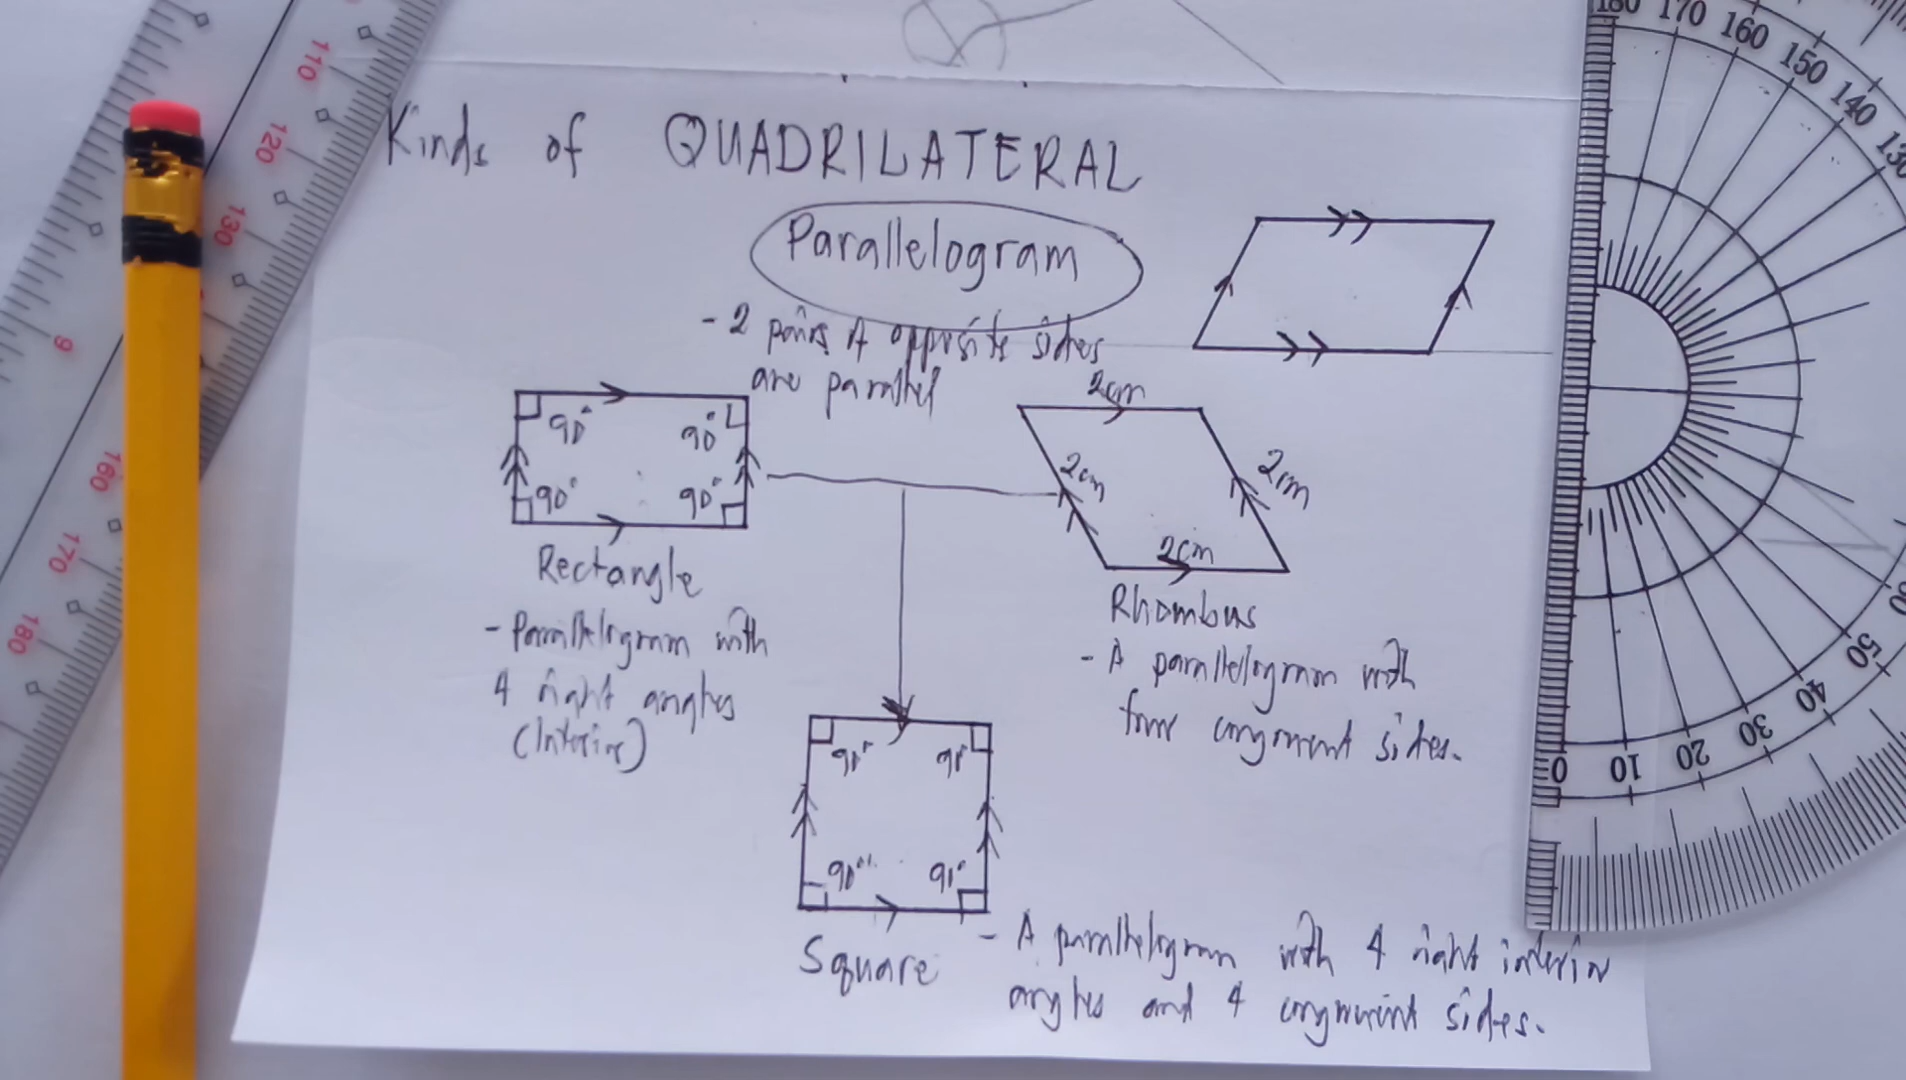 Kinds of QUADRILATERAL
Parallelogram
- 2 pairs of opposite sides
are parallel
90° 90°
90° 90°
Rectangle
- Parallelogram with
4 right angles
(Interior)
2cm
2cm 2cm
2cm
Rhombus
- A parallelogram with
four congruent sides.
90° 90°
90° 90°
Square
- A parallelogram with 4 right interior
angles and 4 congruent sides.
110
120
130
9
160
170
180
180 170 160 150 140 130
0 10 20 30 40 50